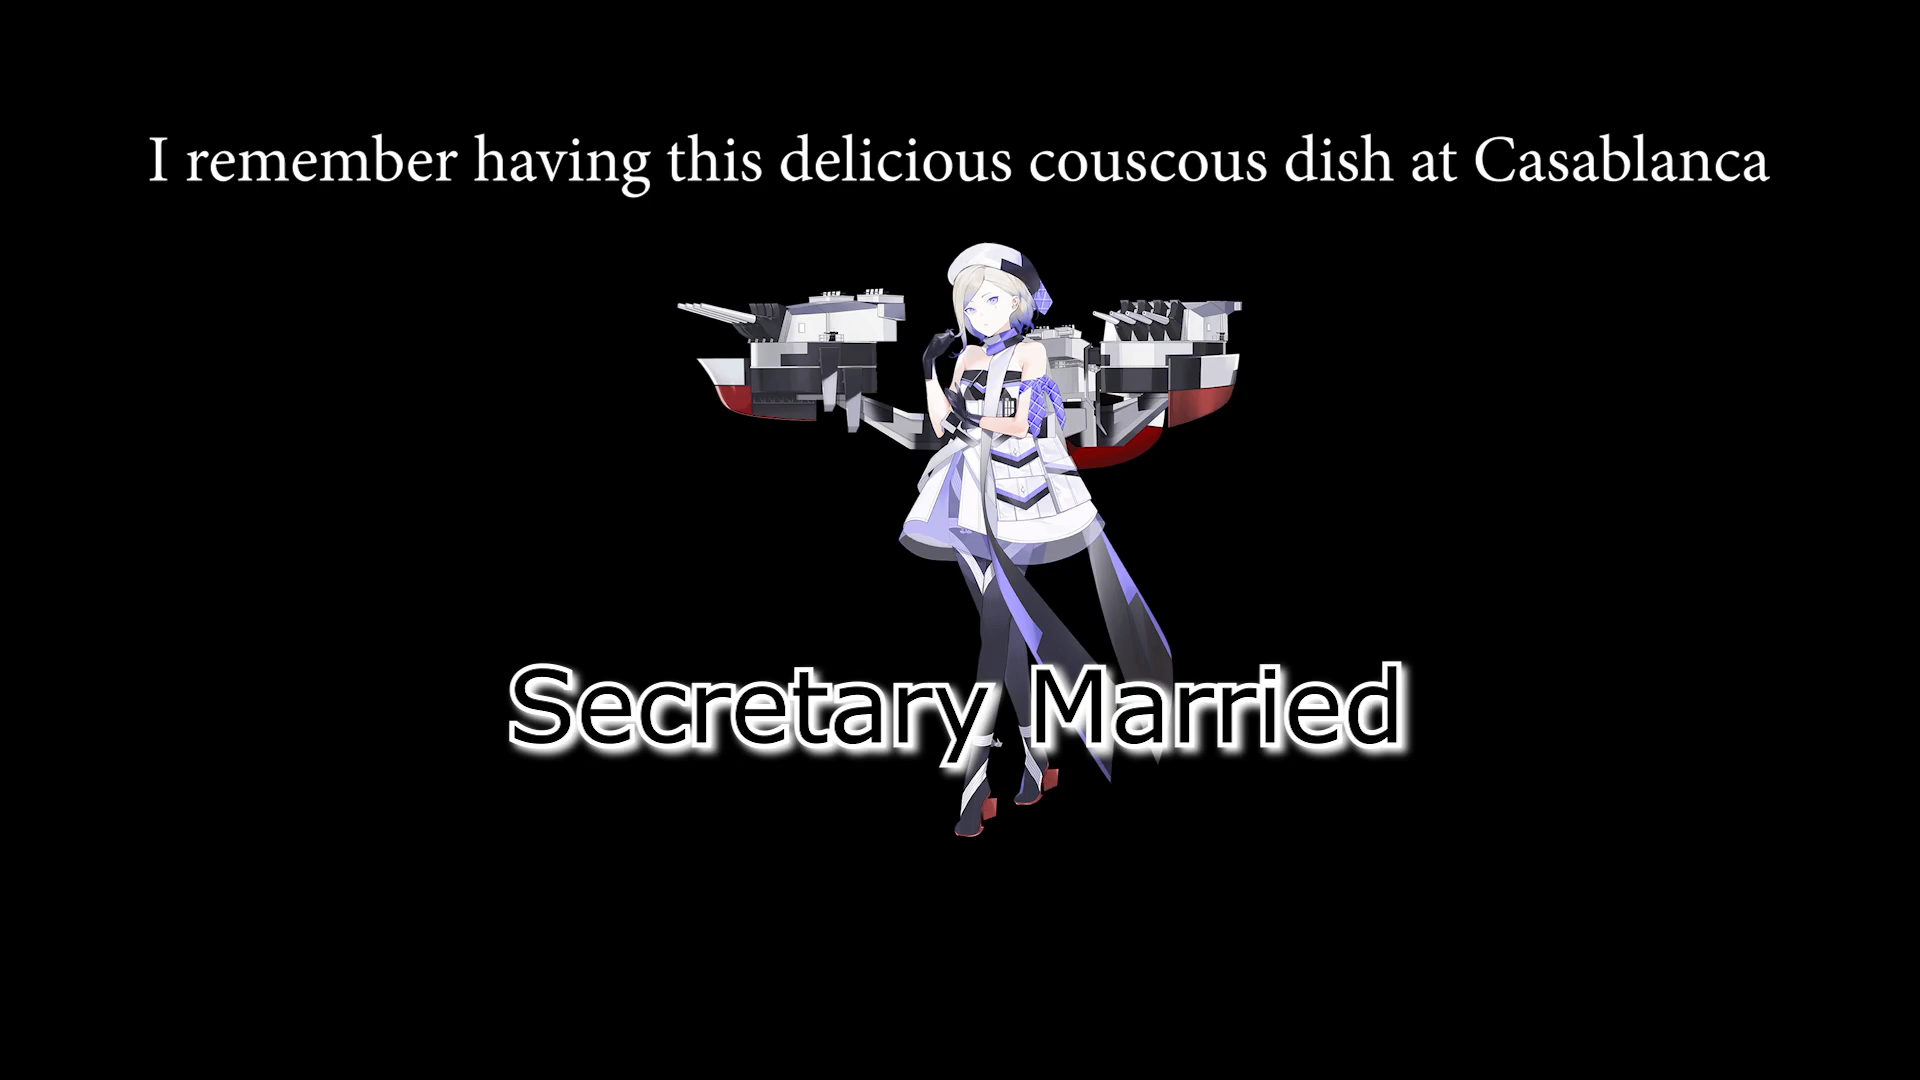 I remember having this delicious couscous dish at Casablanca
Secretary Married